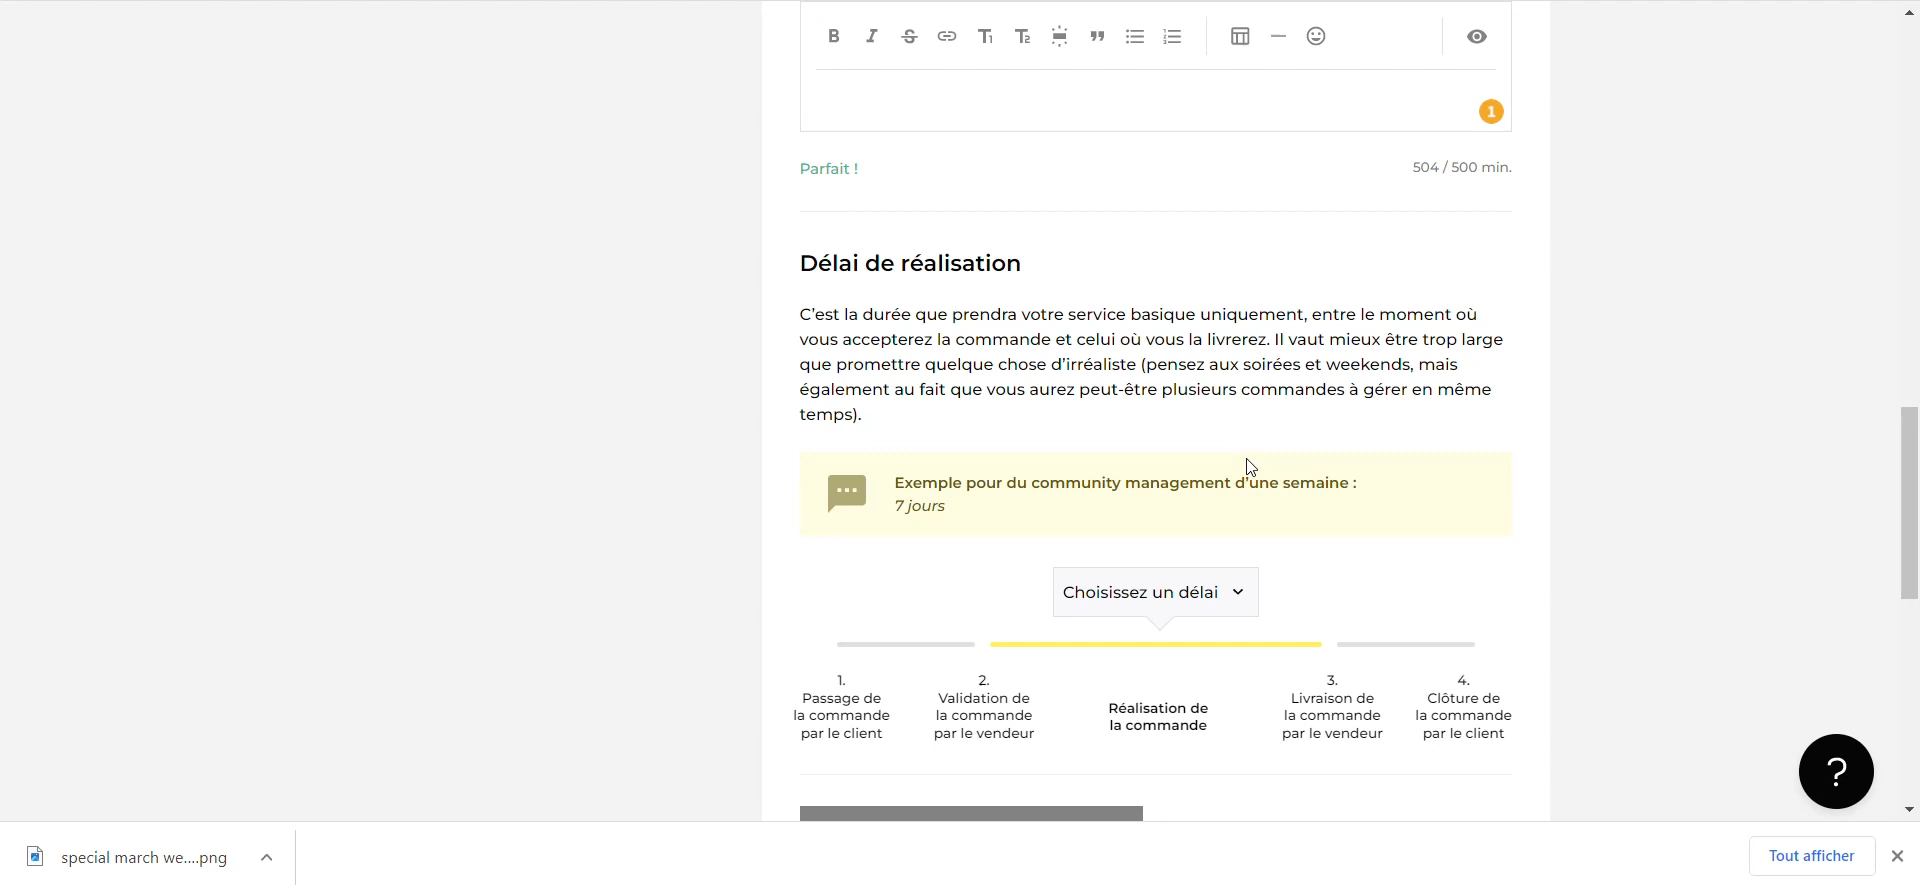 B I S T1 T2
1
Parfait !
504 / 500 min.
Délai de réalisation
C’est la durée que prendra votre service basique uniquement, entre le moment où
vous accepterez la commande et celui où vous la livrerez. Il vaut mieux être trop large
que promettre quelque chose d’irréaliste (pensez aux soirées et weekends, mais
également au fait que vous aurez peut-être plusieurs commandes à gérer en même
temps).
Exemple pour du community management d’une semaine :
7 jours
Choisissez un délai
1.
Passage de
la commande
par le client
2.
Validation de
la commande
par le vendeur
Réalisation de
la commande
3.
Livraison de
la commande
par le vendeur
4.
Clôture de
la commande
par le client
?
special march we....png
Tout afficher